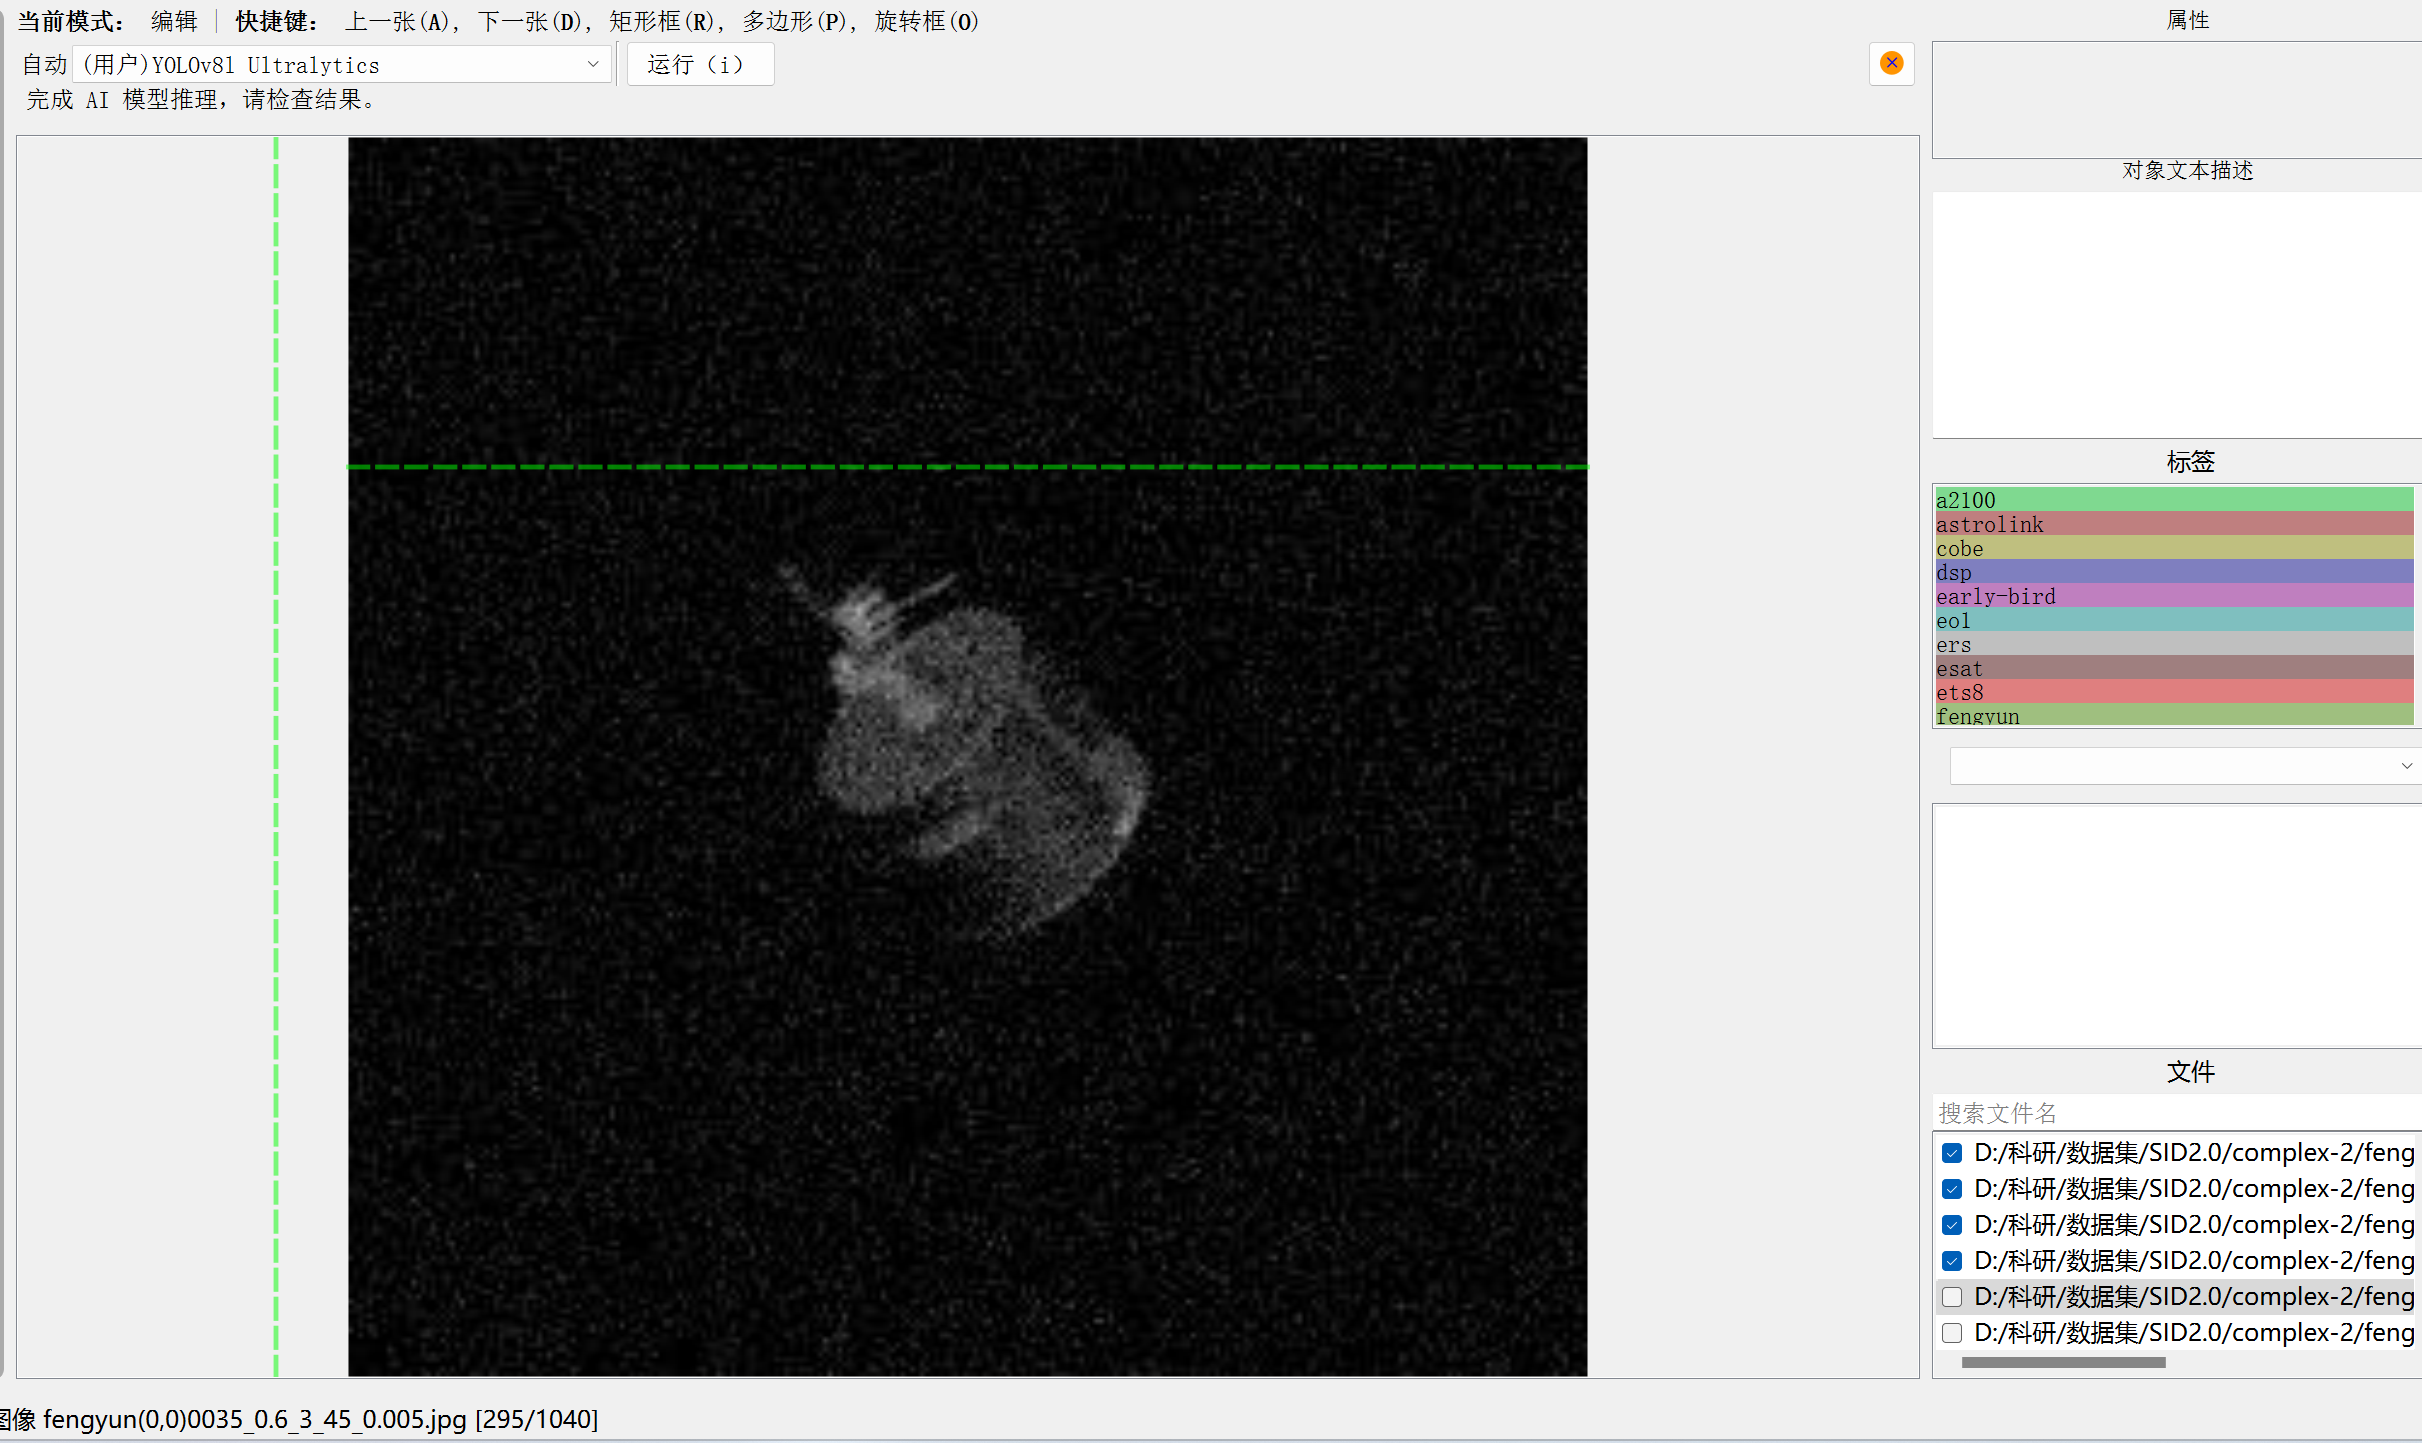 当前模式： 编辑 | 快捷键： 上一张(A), 下一张(D), 矩形框(R), 多边形(P), 旋转框(O)
自动 (用户)YOLOv8l Ultralytics 运行（i）
完成 AI 模型推理，请检查结果。
属性
对象文本描述
标签
a2100
astrolink
cobe
dsp
early-bird
eo1
ers
esat
ets8
fengyun
文件
搜索文件名
D:/科研/数据集/SID2.0/complex-2/feng
D:/科研/数据集/SID2.0/complex-2/feng
D:/科研/数据集/SID2.0/complex-2/feng
D:/科研/数据集/SID2.0/complex-2/feng
D:/科研/数据集/SID2.0/complex-2/feng
D:/科研/数据集/SID2.0/complex-2/feng
图像 fengyun(0,0)0035_0.6_3_45_0.005.jpg [295/1040]